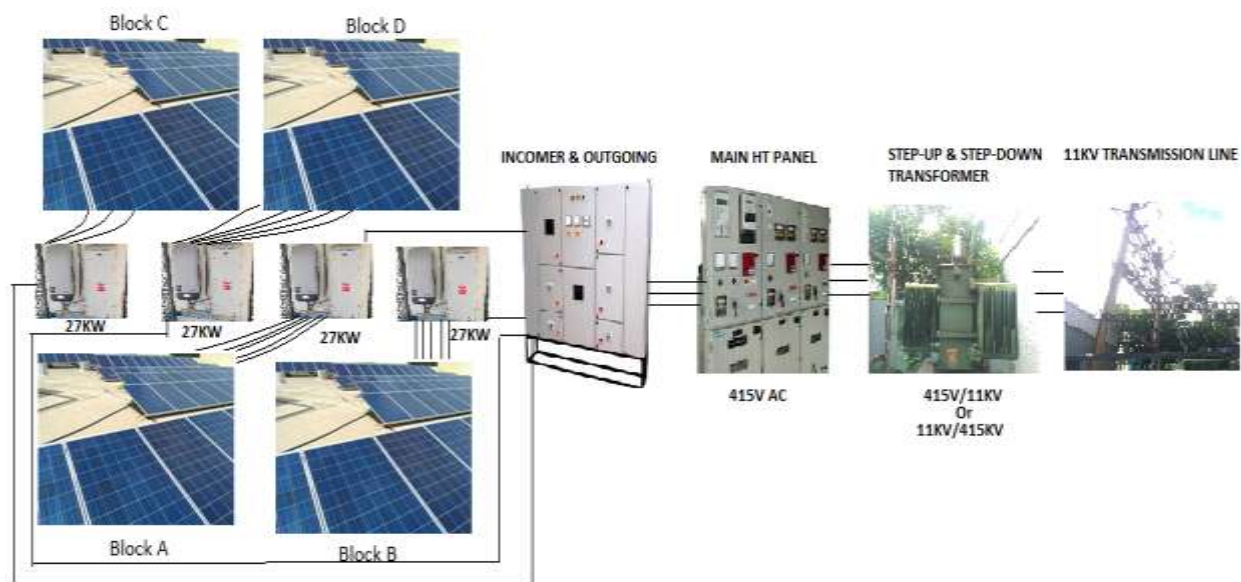 Block C
Block D
INCOMER & OUTGOING
MAIN HT PANEL
STEP-UP & STEP-DOWN
TRANSFORMER
11KV TRANSMISSION LINE
27KW
27KW
27KW
27KW
415V AC
415V/11KV
Or
11KV/415KV
Block A
Block B